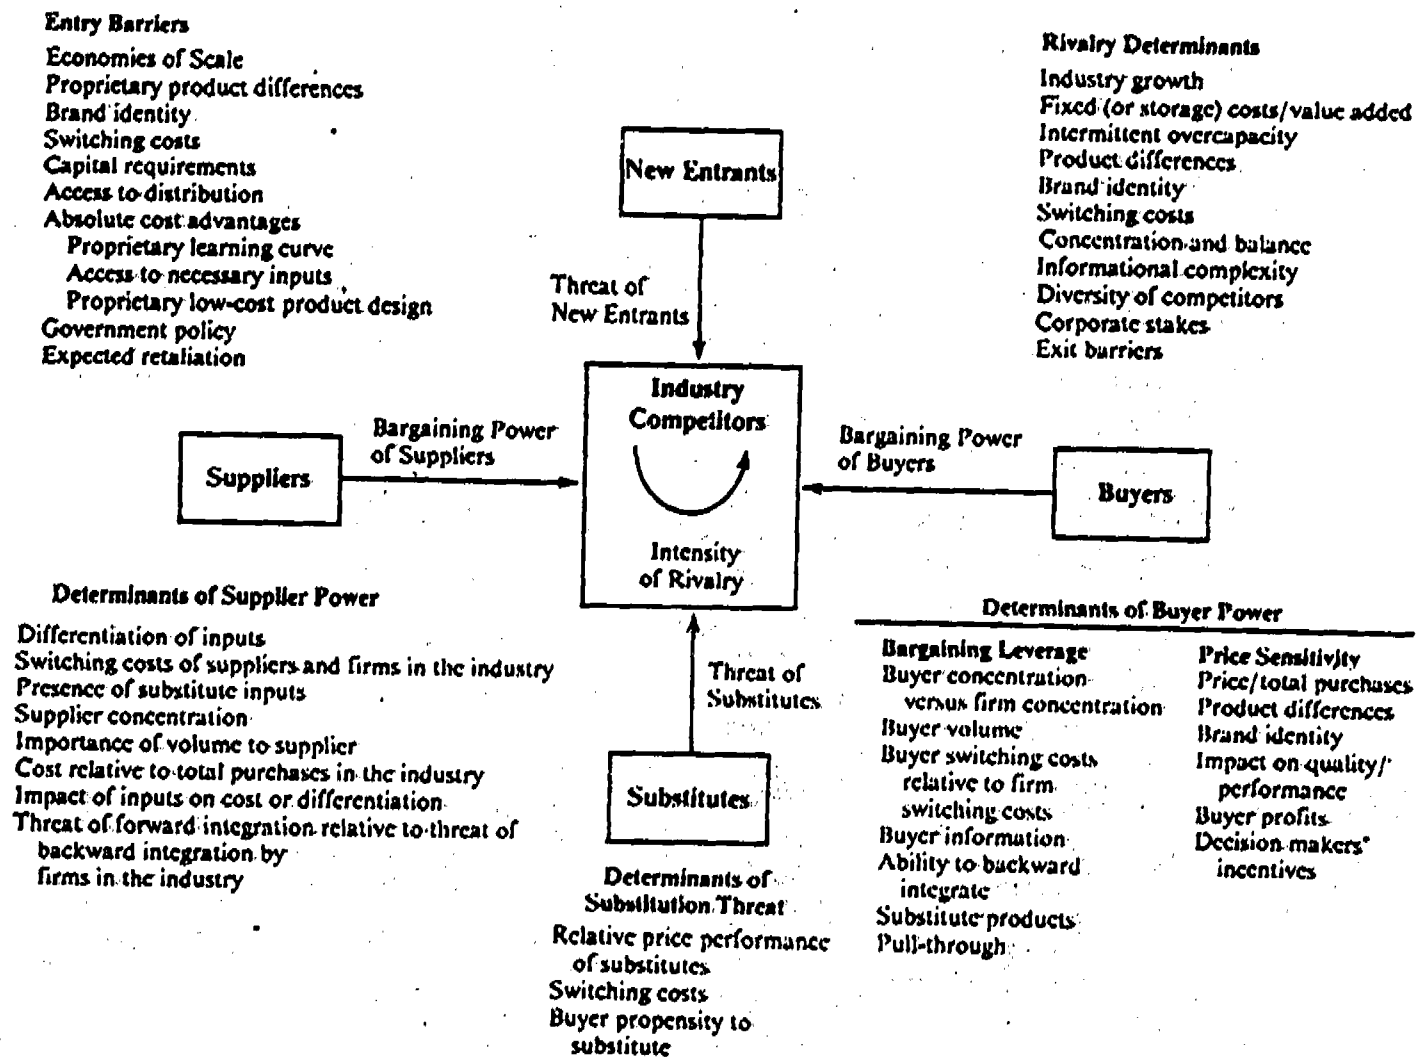 Entry Barriers
Economies of Scale
Proprietary product differences
Brand identity
Switching costs
Capital requirements
Access to distribution
Absolute cost advantages
Proprietary learning curve
Access to necessary inputs
Proprietary low-cost product design
Government policy
Expected retaliation
Rivalry Determinants
Industry growth
Fixed (or storage) costs/value added
Intermittent overcapacity
Product differences
Brand identity
Switching costs
Concentration and balance
Informational complexity
Diversity of competitors
Corporate stakes
Exit barriers
New Entrants
Threat of
New Entrants
Industry
Competitors
Intensity
of Rivalry
Suppliers
Bargaining Power
of Suppliers
Bargaining Power
of Buyers
Buyers
Threat of
Substitutes
Substitutes
Determinants of Supplier Power
Differentiation of inputs
Switching costs of suppliers and firms in the industry
Presence of substitute inputs
Supplier concentration
Importance of volume to supplier
Cost relative to total purchases in the industry
Impact of inputs on cost or differentiation
Threat of forward integration relative to threat of
backward integration by
firms in the industry
Determinants of
Substitution Threat
Relative price performance
of substitutes
Switching costs
Buyer propensity to
substitute
Determinants of Buyer Power
Bargaining Leverage
Buyer concentration
versus firm concentration
Buyer volume
Buyer switching costs
relative to firm
switching costs
Buyer information
Ability to backward
integrate
Substitute products
Pull-through
Price Sensitivity
Price/total purchases
Product differences
Brand identity
Impact on quality/
performance
Buyer profits
Decision makers'
incentives